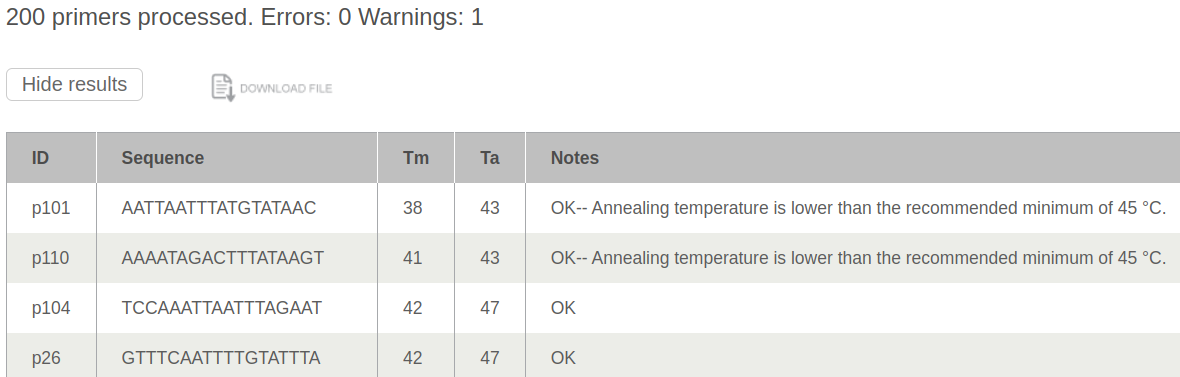 200 primers processed. Errors: 0 Warnings: 1
Hide results DOWNLOAD FILE
ID Sequence Tm Ta Notes
p101 AATTAATTTATGTATAAC 38 43 OK-- Annealing temperature is lower than the recommended minimum of 45 °C.
p110 AAAATAGACTTTATAAGT 41 43 OK-- Annealing temperature is lower than the recommended minimum of 45 °C.
p104 TCCAAATTAATTTAGAAT 42 47 OK
p26 GTTTCAATTTTGTATTTA 42 47 OK